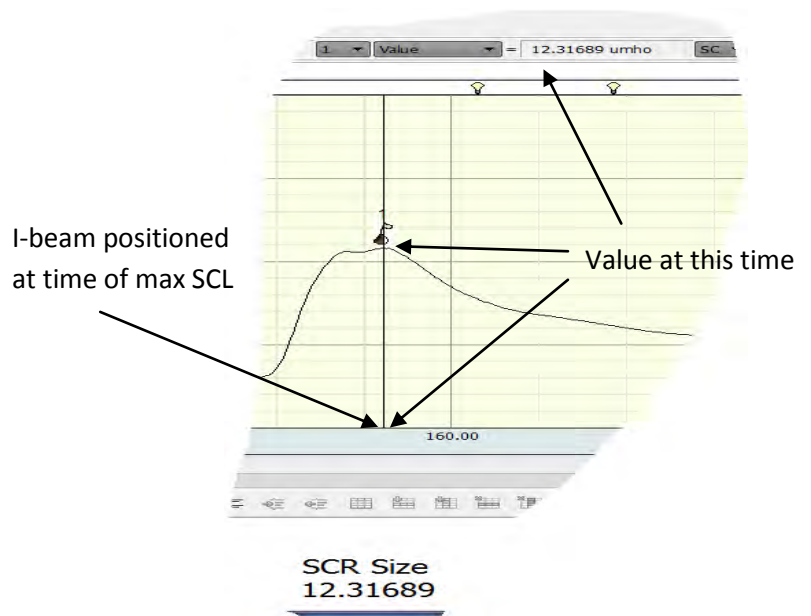 1 Value = 12.31689 umho SC
I-beam positioned
at time of max SCL
Value at this time
160.00
SCR Size
12.31689